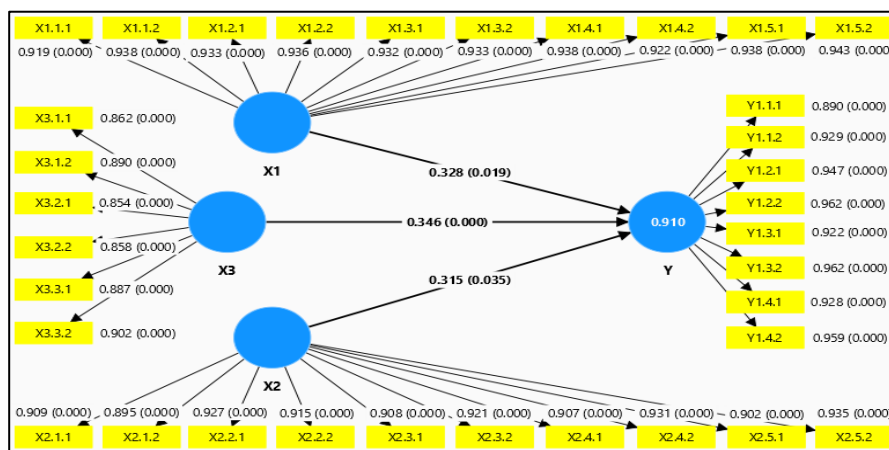 X1.1.1 X1.1.2 X1.2.1 X1.2.2 X1.3.1 X1.3.2 X1.4.1 X1.4.2 X1.5.1 X1.5.2
0.919 (0.000) 0.938 (0.000) 0.933 (0.000) 0.936 (0.000) 0.932 (0.000) 0.933 (0.000) 0.938 (0.000) 0.922 (0.000) 0.938 (0.000) 0.943 (0.000)
X3.1.1 0.862 (0.000)
X3.1.2 0.890 (0.000)
X3.2.1 0.854 (0.000)
X3.2.2 0.858 (0.000)
X3.3.1 0.887 (0.000)
X3.3.2 0.902 (0.000)
X1
X3
X2
0.328 (0.019)
0.346 (0.000)
0.315 (0.035)
0.910
Y
Y1.1.1 0.890 (0.000)
Y1.1.2 0.929 (0.000)
Y1.2.1 0.947 (0.000)
Y1.2.2 0.962 (0.000)
Y1.3.1 0.922 (0.000)
Y1.3.2 0.962 (0.000)
Y1.4.1 0.928 (0.000)
Y1.4.2 0.959 (0.000)
0.909 (0.000) 0.895 (0.000) 0.927 (0.000) 0.915 (0.000) 0.908 (0.000) 0.921 (0.000) 0.907 (0.000) 0.931 (0.000) 0.902 (0.000) 0.935 (0.000)
X2.1.1 X2.1.2 X2.2.1 X2.2.2 X2.3.1 X2.3.2 X2.4.1 X2.4.2 X2.5.1 X2.5.2